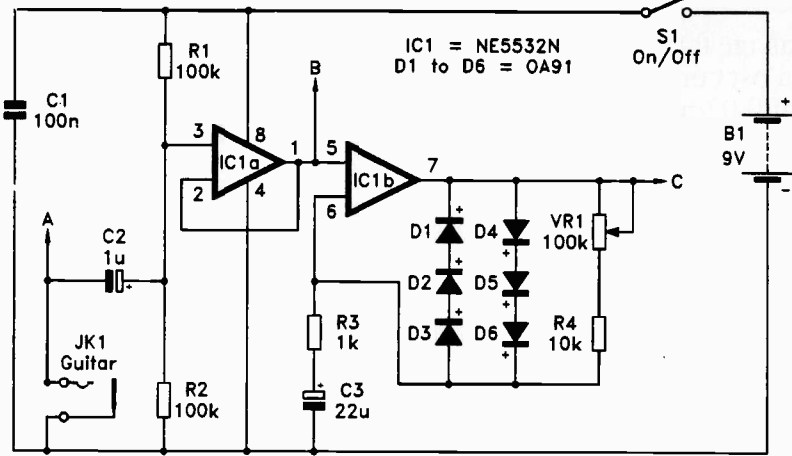 R1
100k
IC1 = NE5532N
D1 to D6 = OA91
S1
On/Off
C1
100n
B
+
B1
9V
-
3
8
1
IC1a
2
4
5
7
IC1b
6
C
A
C2
1u
+
D1
+
D4
VR1
100k
D2
+
D5
+
D3
+
D6
+
R4
10k
+
R3
1k
JK1
Guitar
R2
100k
+
C3
22u